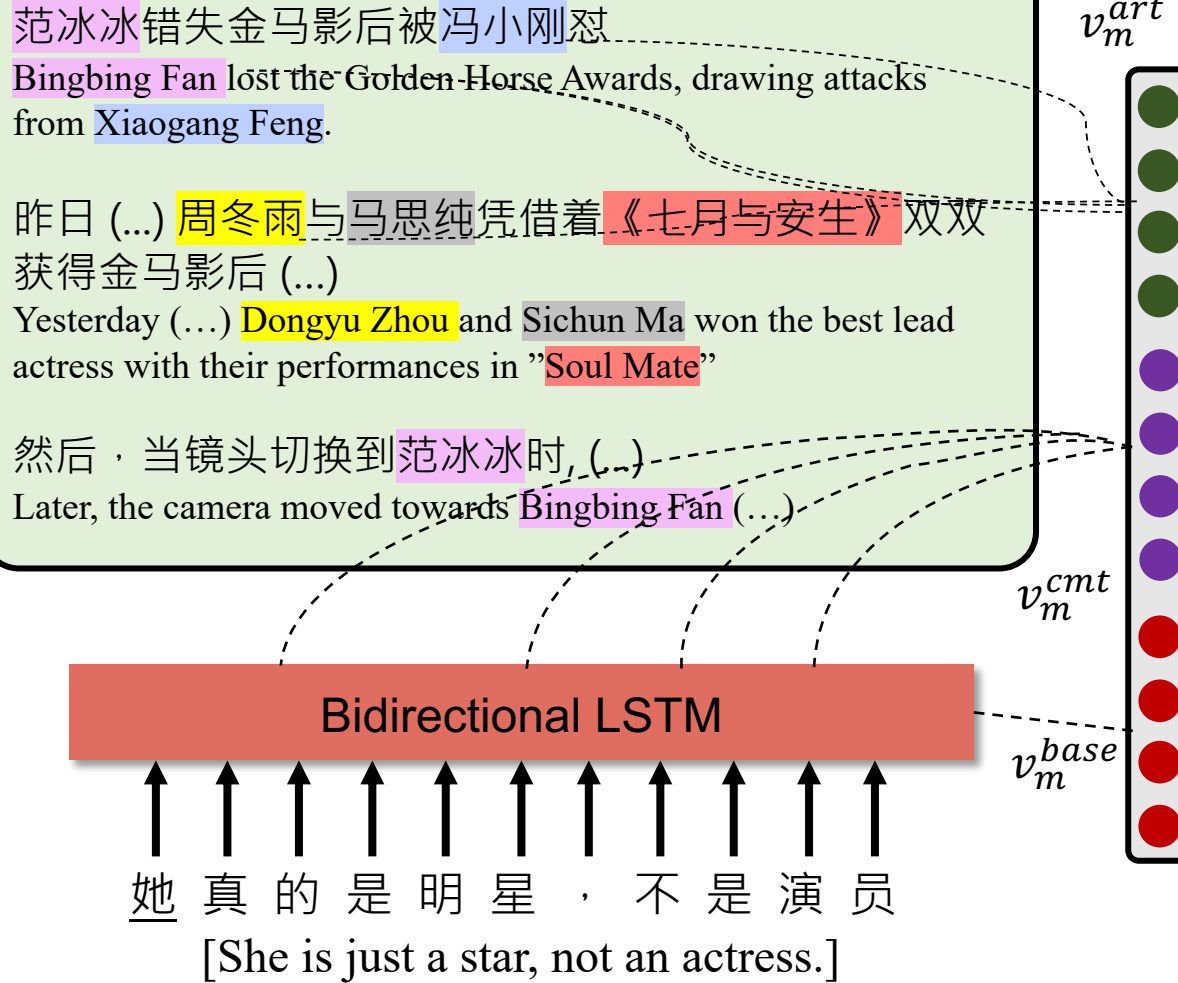 范冰冰错失金马影后被冯小刚怼
Bingbing Fan lost the Golden Horse Awards, drawing attacks
from Xiaogang Feng.
昨日 (...) 周冬雨与马思纯凭借着《七月与安生》双双
获得金马影后 (...)
Yesterday (…) Dongyu Zhou and Sichun Ma won the best lead
actress with their performances in ”Soul Mate”
然后，当镜头切换到范冰冰时, (...)
Later, the camera moved towards Bingbing Fan (…)
v_m^{art}
v_m^{cmt}
Bidirectional LSTM
v_m^{base}
她 真 的 是 明 星 ， 不 是 演 员
[She is just a star, not an actress.]